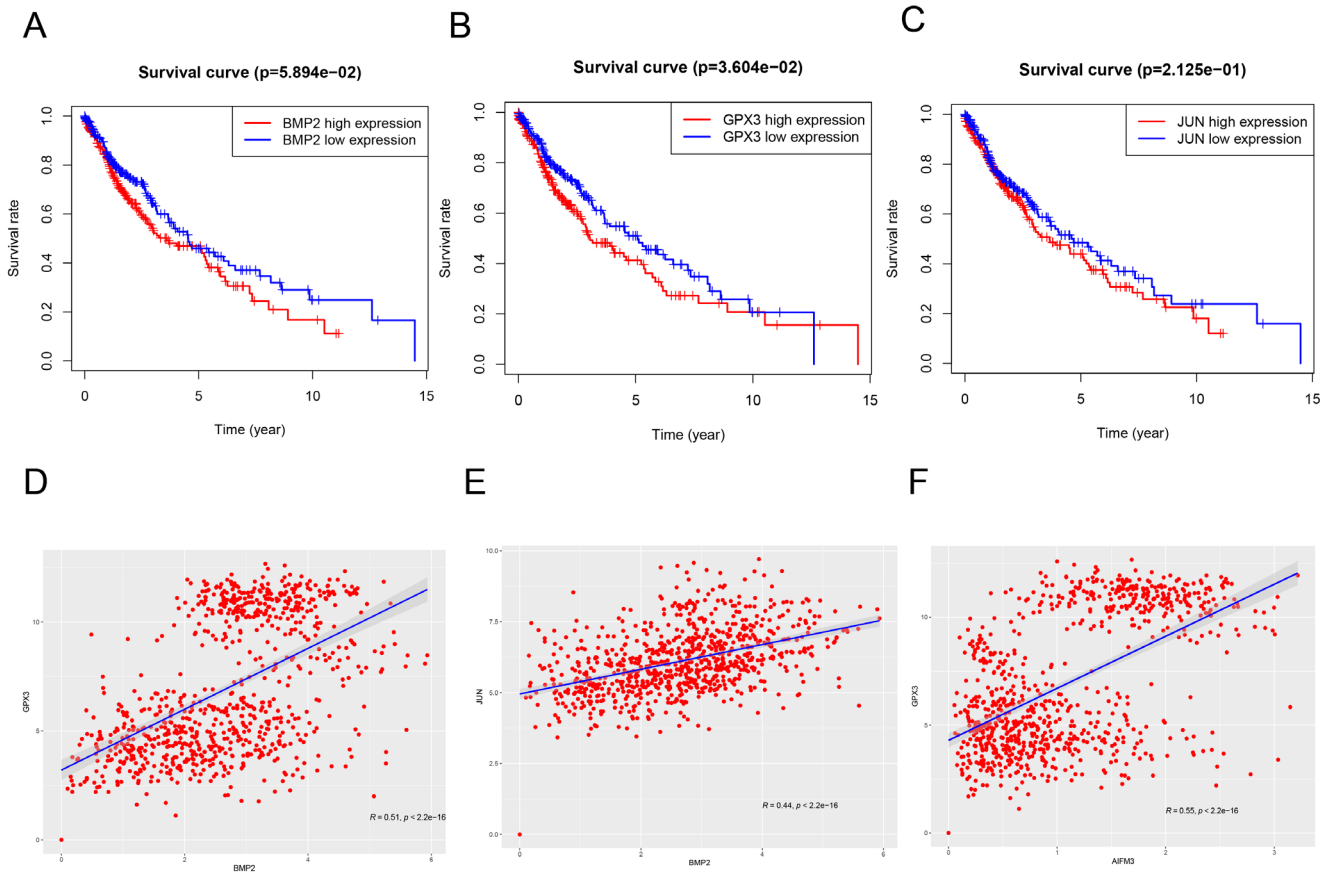 A
Survival curve (p=5.894e−02)
BMP2 high expression
BMP2 low expression
Survival rate
0.0
0.2
0.4
0.6
0.8
1.0
0
5
10
15
Time (year)
B
Survival curve (p=3.604e−02)
GPX3 high expression
GPX3 low expression
Survival rate
0.0
0.2
0.4
0.6
0.8
1.0
0
5
10
15
Time (year)
C
Survival curve (p=2.125e−01)
JUN high expression
JUN low expression
Survival rate
0.0
0.2
0.4
0.6
0.8
1.0
0
5
10
15
Time (year)
D
GPX3
10
5
0
R = 0.51, p < 2.2e−16
0
2
4
6
BMP2
E
JUN
10.0
7.5
5.0
2.5
0.0
R = 0.44, p < 2.2e−16
0
2
4
6
BMP2
F
GPX3
10
5
0
R = 0.55, p < 2.2e−16
0
1
2
3
AIFM3